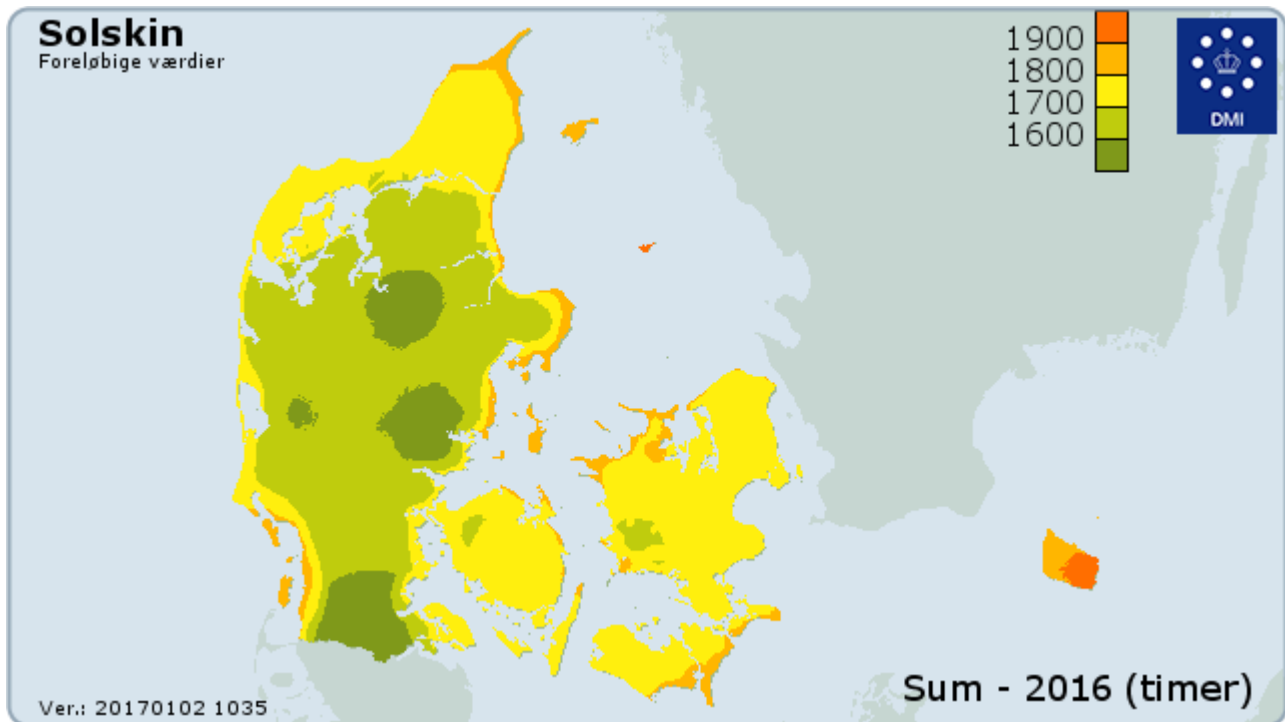 Solskin
Foreløbige værdier
1900
1800
1700
1600
DMI
Sum - 2016 (timer)
Ver.: 20170102 1035